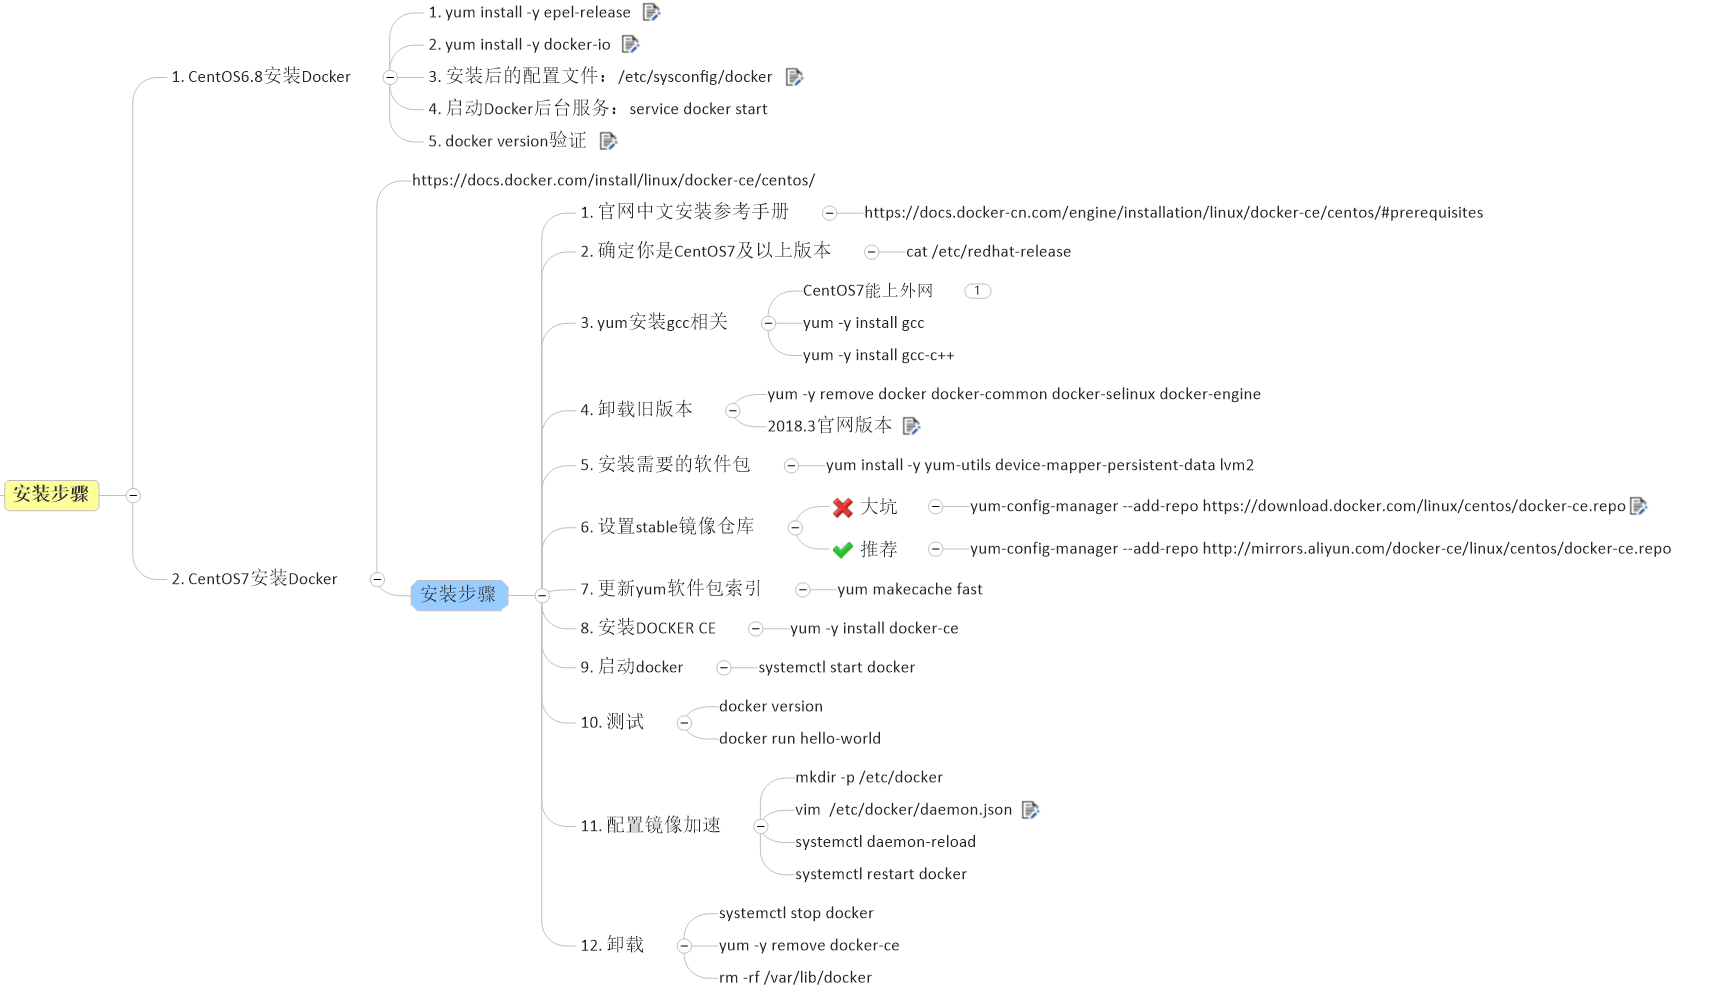 安装步骤
1. CentOS6.8安装Docker
1. yum install -y epel-release
2. yum install -y docker-io
3. 安装后的配置文件：/etc/sysconfig/docker
4. 启动Docker后台服务：service docker start
5. docker version验证
2. CentOS7安装Docker
https://docs.docker.com/install/linux/docker-ce/centos/
安装步骤
1. 官网中文安装参考手册
https://docs.docker-cn.com/engine/installation/linux/docker-ce/centos/#prerequisites
2. 确定你是CentOS7及以上版本
cat /etc/redhat-release
3. yum安装gcc相关
CentOS7能上外网
1
yum -y install gcc
yum -y install gcc-c++
4. 卸载旧版本
yum -y remove docker docker-common docker-selinux docker-engine
2018.3官网版本
5. 安装需要的软件包
yum install -y yum-utils device-mapper-persistent-data lvm2
6. 设置stable镜像仓库
大坑
yum-config-manager --add-repo https://download.docker.com/linux/centos/docker-ce.repo
推荐
yum-config-manager --add-repo http://mirrors.aliyun.com/docker-ce/linux/centos/docker-ce.repo
7. 更新yum软件包索引
yum makecache fast
8. 安装DOCKER CE
yum -y install docker-ce
9. 启动docker
systemctl start docker
10. 测试
docker version
docker run hello-world
11. 配置镜像加速
mkdir -p /etc/docker
vim  /etc/docker/daemon.json
systemctl daemon-reload
systemctl restart docker
12. 卸载
systemctl stop docker
yum -y remove docker-ce
rm -rf /var/lib/docker